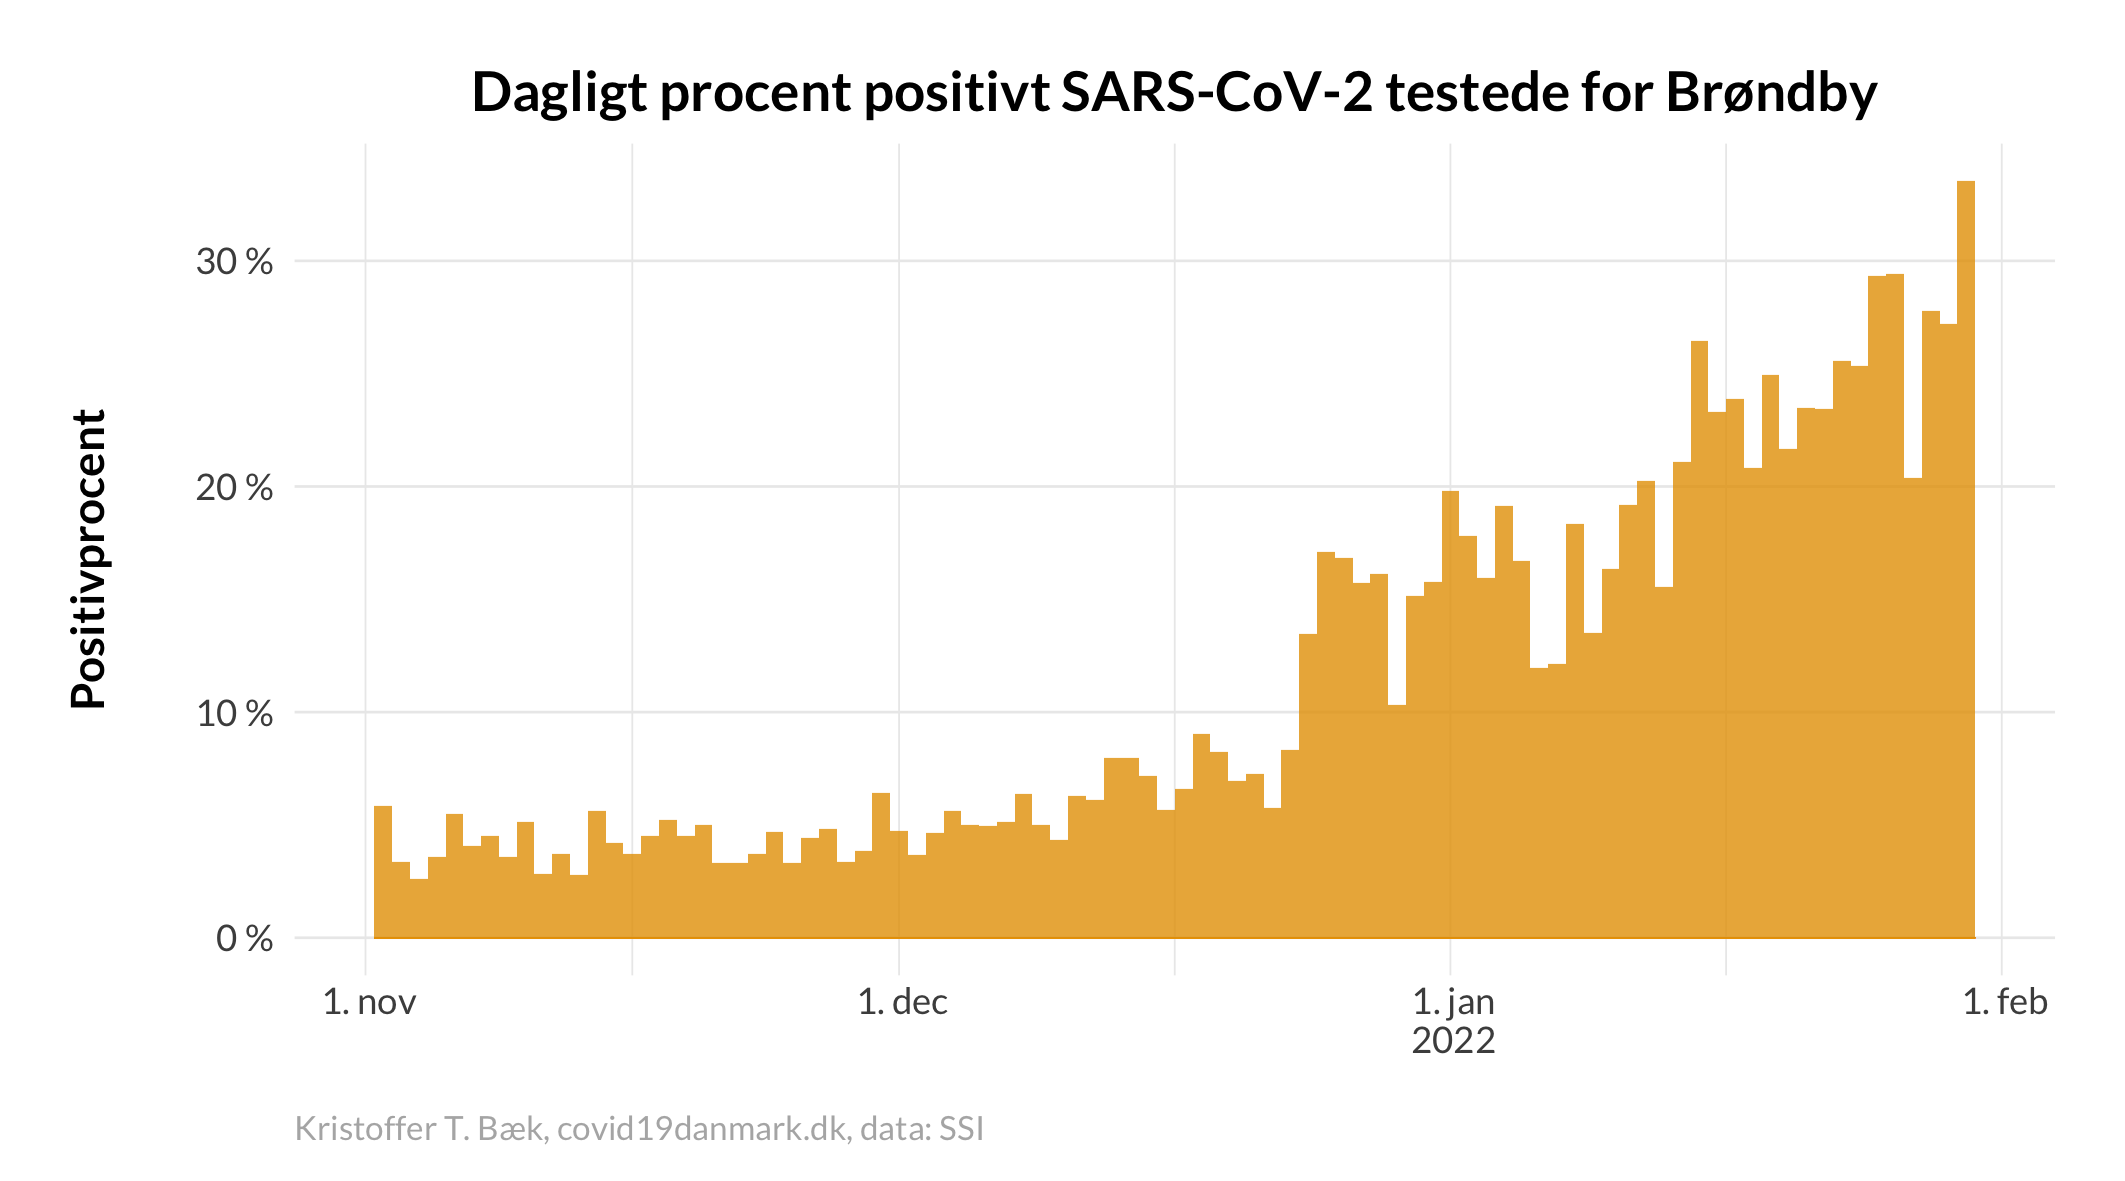 Dagligt procent positivt SARS-CoV-2 testede for Brøndby
Positivprocent
30 %
20 %
10 %
0 %
1. nov
1. dec
1. jan
2022
1. feb
Kristoffer T. Bæk, covid19danmark.dk, data: SSI